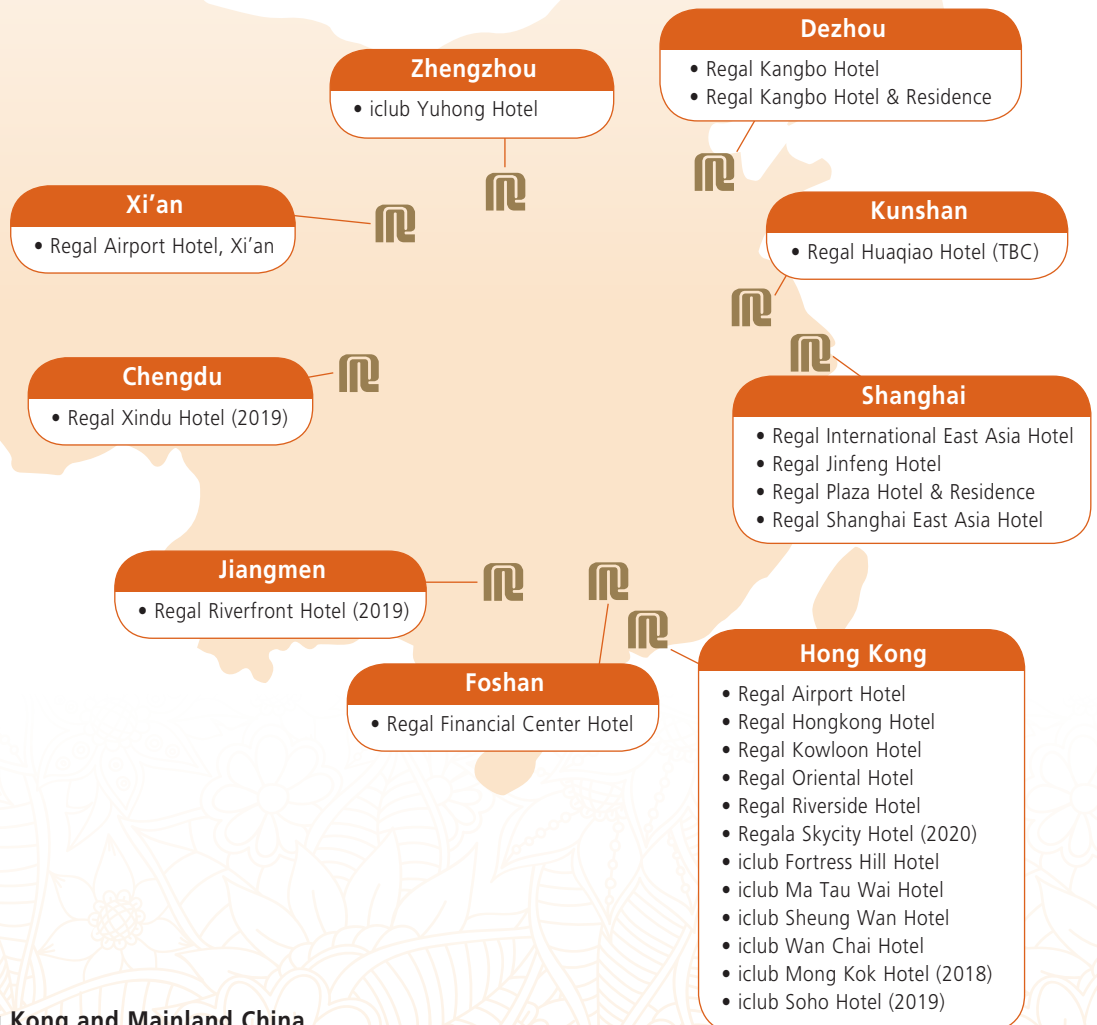 Dezhou
• Regal Kangbo Hotel
• Regal Kangbo Hotel & Residence
Zhengzhou
• iclub Yuhong Hotel
Xi’an
• Regal Airport Hotel, Xi’an
Kunshan
• Regal Huaqiao Hotel (TBC)
Chengdu
• Regal Xindu Hotel (2019)
Shanghai
• Regal International East Asia Hotel
• Regal Jinfeng Hotel
• Regal Plaza Hotel & Residence
• Regal Shanghai East Asia Hotel
Jiangmen
• Regal Riverfront Hotel (2019)
Foshan
• Regal Financial Center Hotel
Hong Kong
• Regal Airport Hotel
• Regal Hongkong Hotel
• Regal Kowloon Hotel
• Regal Oriental Hotel
• Regal Riverside Hotel
• Regala Skycity Hotel (2020)
• iclub Fortress Hill Hotel
• iclub Ma Tau Wai Hotel
• iclub Sheung Wan Hotel
• iclub Wan Chai Hotel
• iclub Mong Kok Hotel (2018)
• iclub Soho Hotel (2019)
Kong and Mainland China